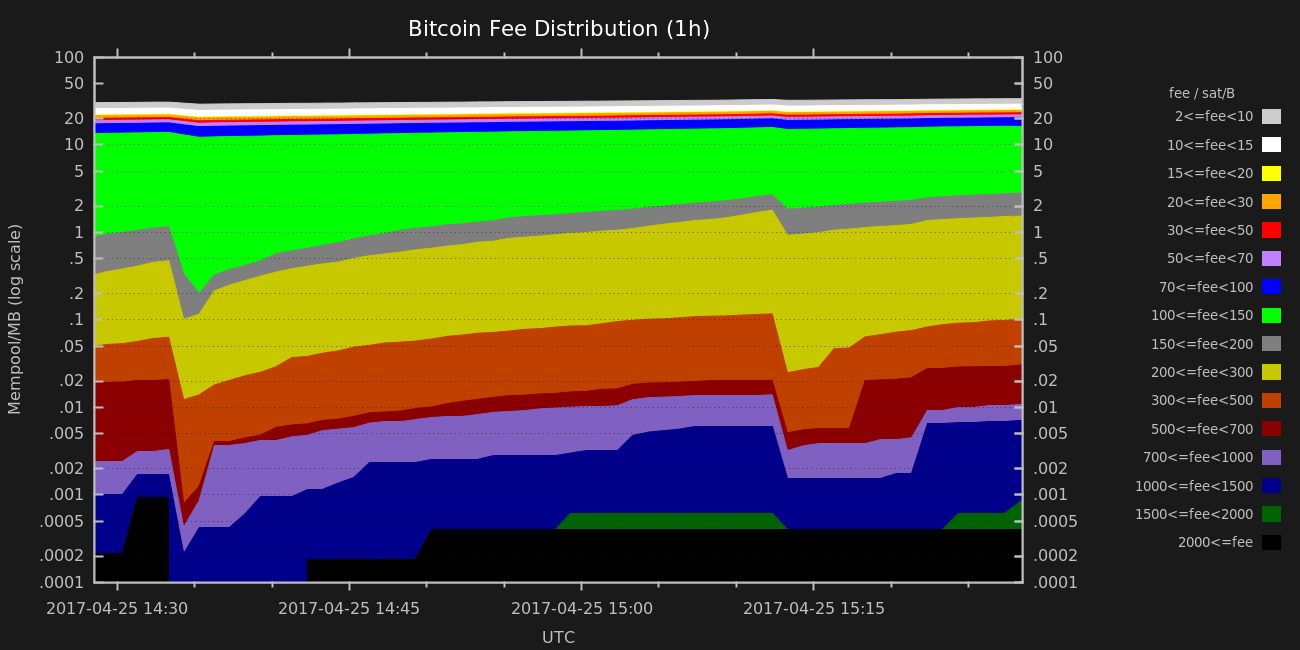 Bitcoin Fee Distribution (1h)
Mempool/MB (log scale)
100
50
20
10
5
2
1
.5
.2
.1
.05
.02
.01
.005
.002
.001
.0005
.0002
.0001
100
50
20
10
5
2
1
.5
.2
.1
.05
.02
.01
.005
.002
.001
.0005
.0002
.0001
2017-04-25 14:30 2017-04-25 14:45 2017-04-25 15:00 2017-04-25 15:15
UTC
fee / sat/B
2<=fee<10
10<=fee<15
15<=fee<20
20<=fee<30
30<=fee<50
50<=fee<70
70<=fee<100
100<=fee<150
150<=fee<200
200<=fee<300
300<=fee<500
500<=fee<700
700<=fee<1000
1000<=fee<1500
1500<=fee<2000
2000<=fee